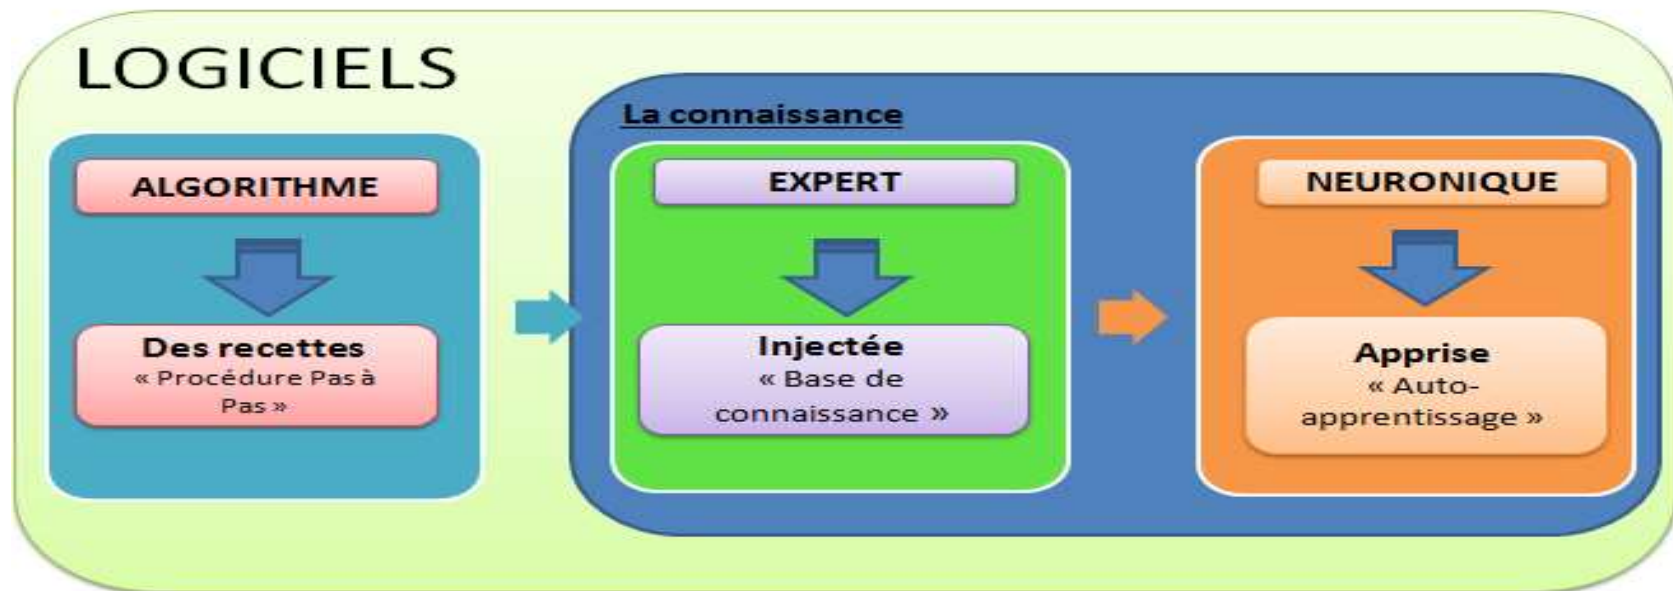 LOGICIELS
La connaissance
ALGORITHME
Des recettes
« Procédure Pas à
Pas »
EXPERT
Injectée
« Base de
connaissance »
NEURONIQUE
Apprise
« Auto-
apprentissage »